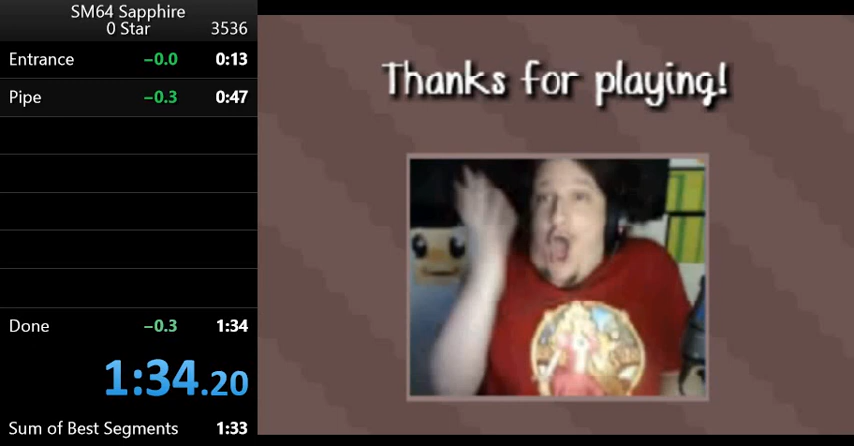 SM64 Sapphire
0 Star 3536
Entrance −0.0 0:13
Pipe −0.3 0:47
Done −0.3 1:34
1:34.20
Sum of Best Segments 1:33
Thanks for playing!